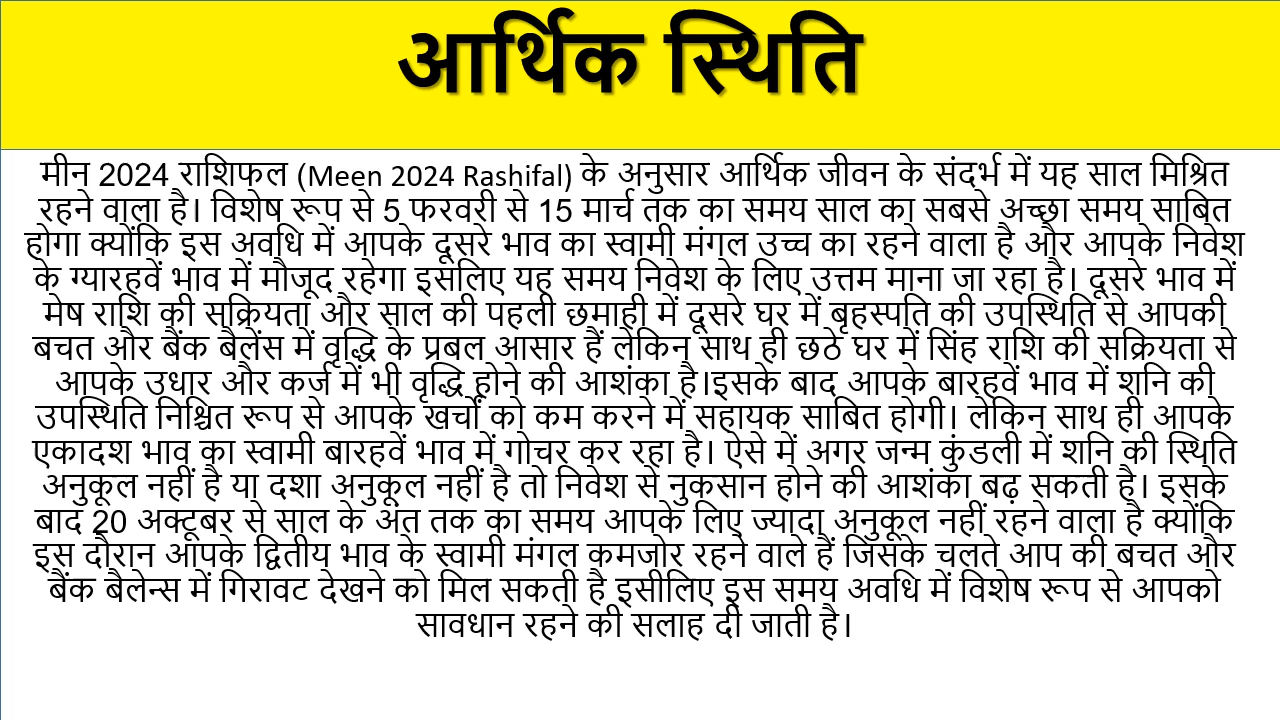 आर्थिक स्थिति
मीन 2024 राशिफल (Meen 2024 Rashifal) के अनुसार आर्थिक जीवन के संदर्भ में यह साल मिश्रित
रहने वाला है। विशेष रूप से 5 फरवरी से 15 मार्च तक का समय साल का सबसे अच्छा समय साबित
होगा क्योंकि इस अवधि में आपके दूसरे भाव का स्वामी मंगल उच्च का रहने वाला है और आपके निवेश
के ग्यारहवें भाव में मौजूद रहेगा इसलिए यह समय निवेश के लिए उत्तम माना जा रहा है। दूसरे भाव में
मेष राशि की सक्रियता और साल की पहली छमाही में दूसरे घर में बृहस्पति की उपस्थिति से आपकी
बचत और बैंक बैलेंस में वृद्धि के प्रबल आसार हैं लेकिन साथ ही छठे घर में सिंह राशि की सक्रियता से
आपके उधार और कर्ज में भी वृद्धि होने की आशंका है।इसके बाद आपके बारहवें भाव में शनि की
उपस्थिति निश्चित रूप से आपके खर्चों को कम करने में सहायक साबित होगी। लेकिन साथ ही आपके
एकादश भाव का स्वामी बारहवें भाव में गोचर कर रहा है। ऐसे में अगर जन्म कुंडली में शनि की स्थिति
अनुकूल नहीं है या दशा अनुकूल नहीं है तो निवेश से नुकसान होने की आशंका बढ़ सकती है। इसके
बाद 20 अक्टूबर से साल के अंत तक का समय आपके लिए ज्यादा अनुकूल नहीं रहने वाला है क्योंकि
इस दौरान आपके द्वितीय भाव के स्वामी मंगल कमजोर रहने वाले हैं जिसके चलते आप की बचत और
बैंक बैलेन्स में गिरावट देखने को मिल सकती है इसीलिए इस समय अवधि में विशेष रूप से आपको
सावधान रहने की सलाह दी जाती है।